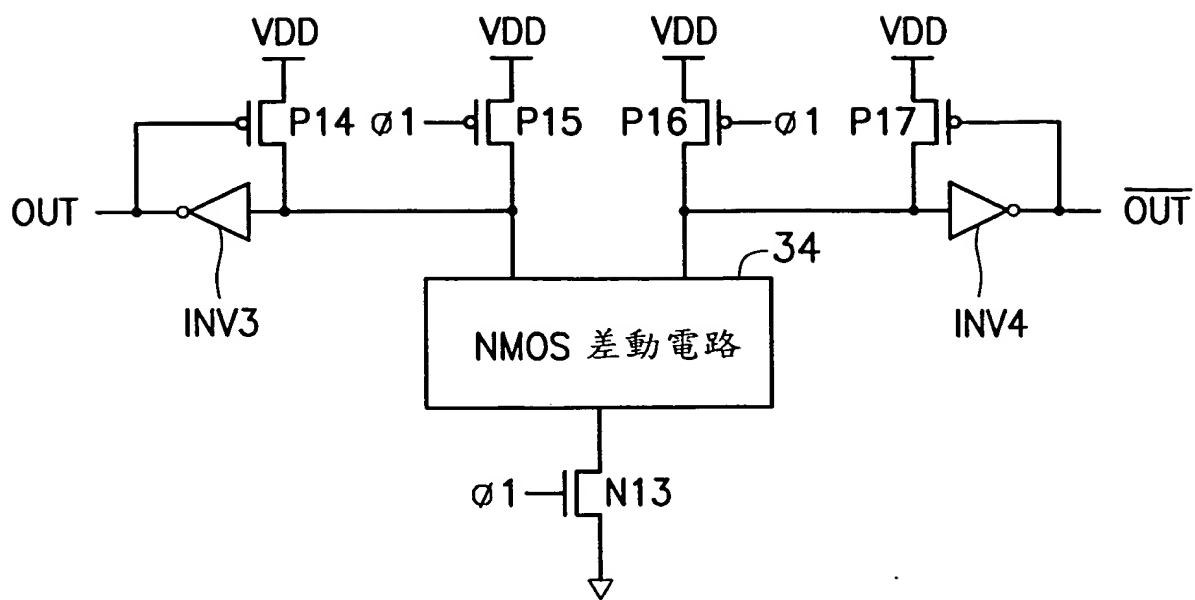 VDD VDD VDD VDD
P14 ø1 P15 P16 ø1 P17
OUT O̅U̅T̅
34
INV3 INV4
NMOS 差動電路
ø1 N13